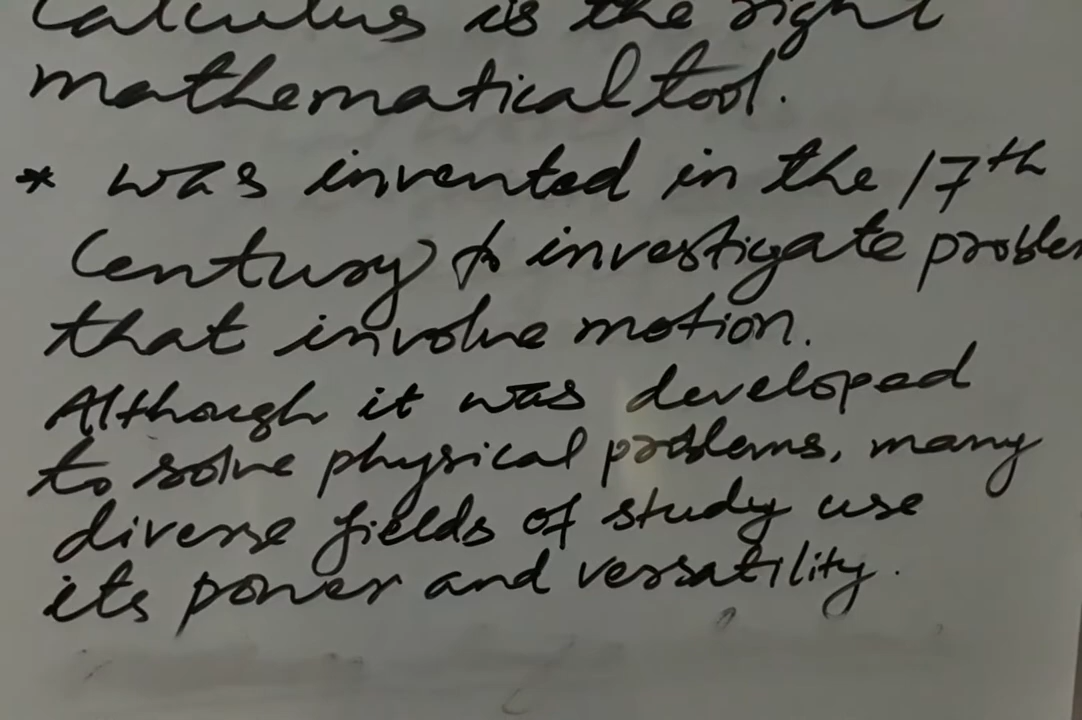 Calculus is the right
mathematical tool.
* was invented in the 17th
Century to investigate problem
that involve motion.
Although it was developed
to solve physical problems, many
diverse fields of study use
its power and versatility.